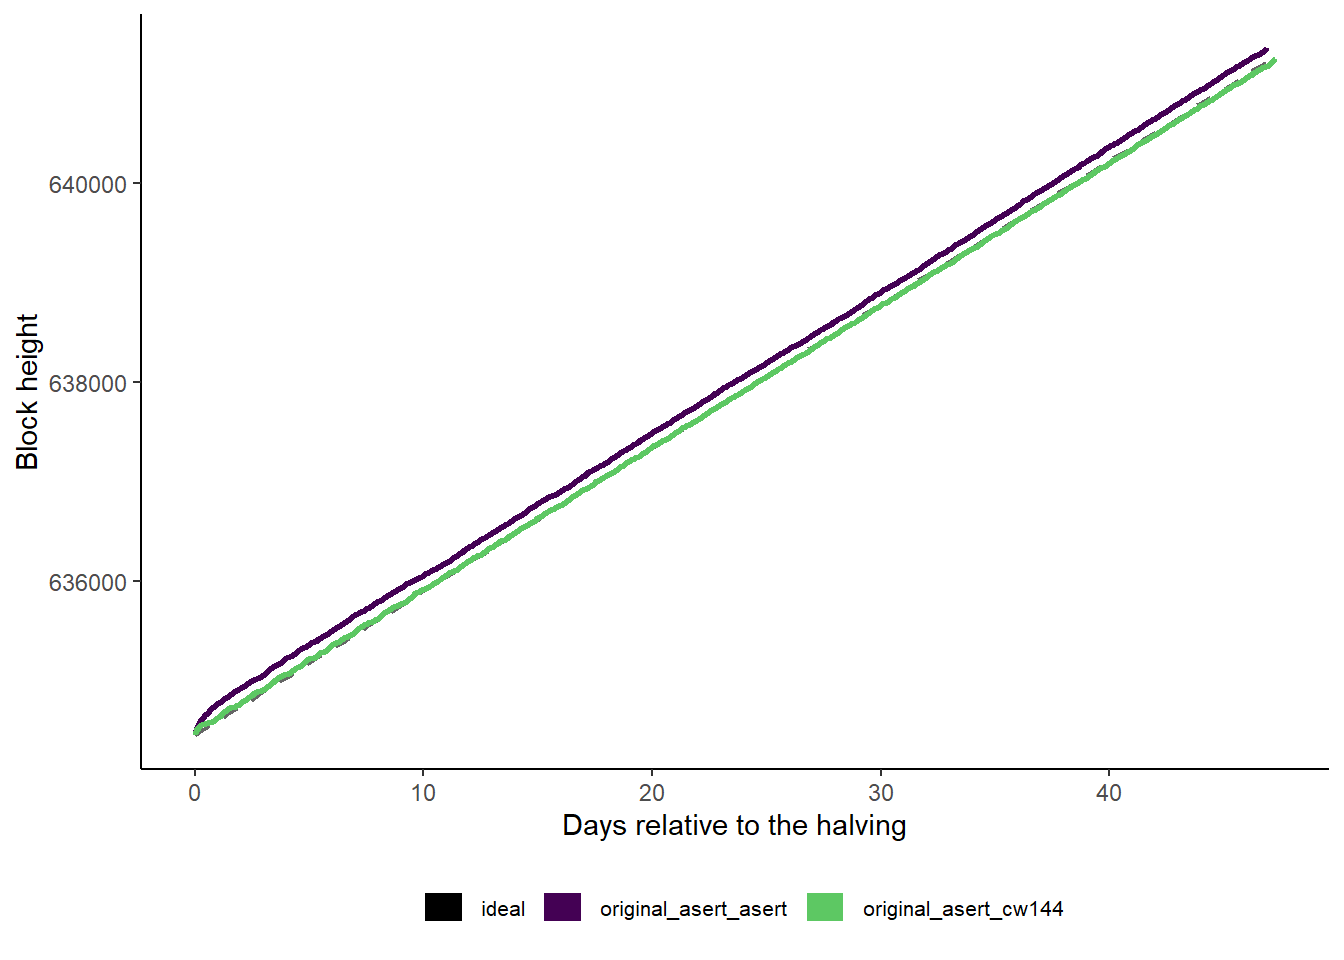 Block height
640000
638000
636000
0 10 20 30 40
Days relative to the halving
ideal original_asert_asert original_asert_cw144